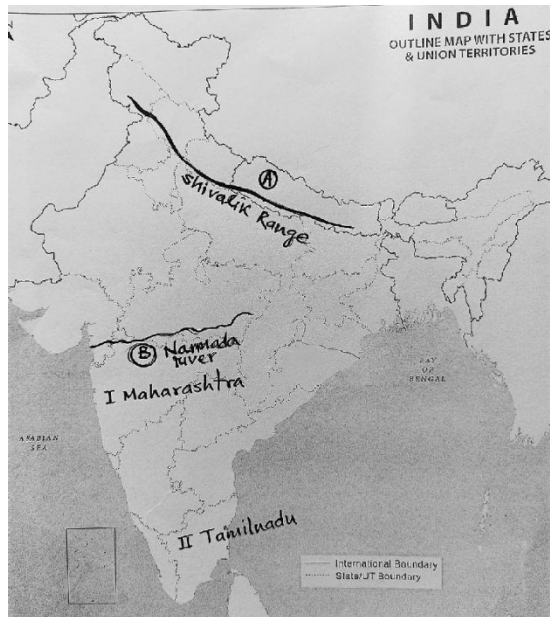 INDIA
OUTLINE MAP WITH STATES
& UNION TERRITORIES
A
Shivalik Range
B Narmada
river
I Maharashtra
BAY
OF
BENGAL
ARABIAN
SEA
II Tamilnadu
International Boundary
State/UT Boundary